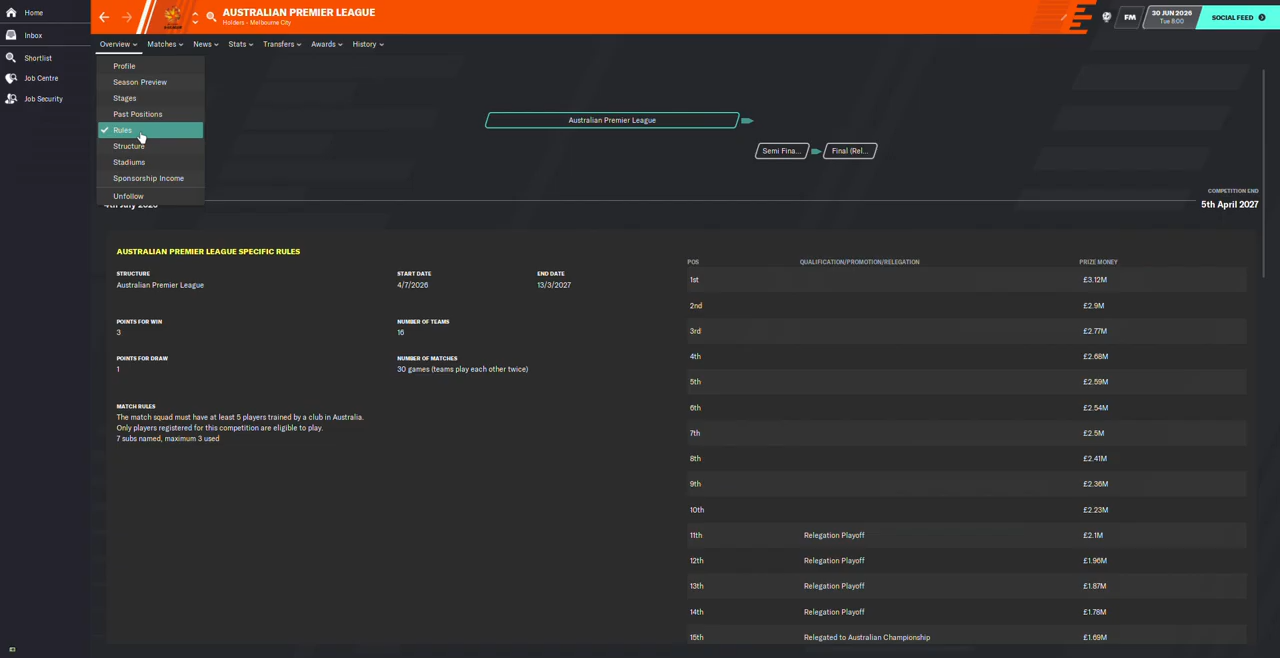 Home
Inbox
Shortlist
Job Centre
Job Security
AUSTRALIAN PREMIER LEAGUE
Holders - Melbourne City
FM
30 JUN 2026
Tue 8:00
SOCIAL FEED
Overview
Matches
News
Stats
Transfers
Awards
History
Profile
Season Preview
Stages
Past Positions
Rules
Structure
Stadiums
Sponsorship Income
Unfollow
Australian Premier League
Semi Fina...
Final (Rel...
COMPETITION END
5th April 2027
AUSTRALIAN PREMIER LEAGUE SPECIFIC RULES
STRUCTURE
Australian Premier League
START DATE
4/7/2026
END DATE
13/3/2027
POINTS FOR WIN
3
NUMBER OF TEAMS
16
POINTS FOR DRAW
1
NUMBER OF MATCHES
30 games (teams play each other twice)
MATCH RULES
The match squad must have at least 5 players trained by a club in Australia.
Only players registered for this competition are eligible to play.
7 subs named, maximum 3 used
POS QUALIFICATION/PROMOTION/RELEGATION PRIZE MONEY
1st £3.12M
2nd £2.9M
3rd £2.77M
4th £2.68M
5th £2.59M
6th £2.54M
7th £2.5M
8th £2.41M
9th £2.36M
10th £2.23M
11th Relegation Playoff £2.1M
12th Relegation Playoff £1.96M
13th Relegation Playoff £1.87M
14th Relegation Playoff £1.78M
15th Relegated to Australian Championship £1.69M